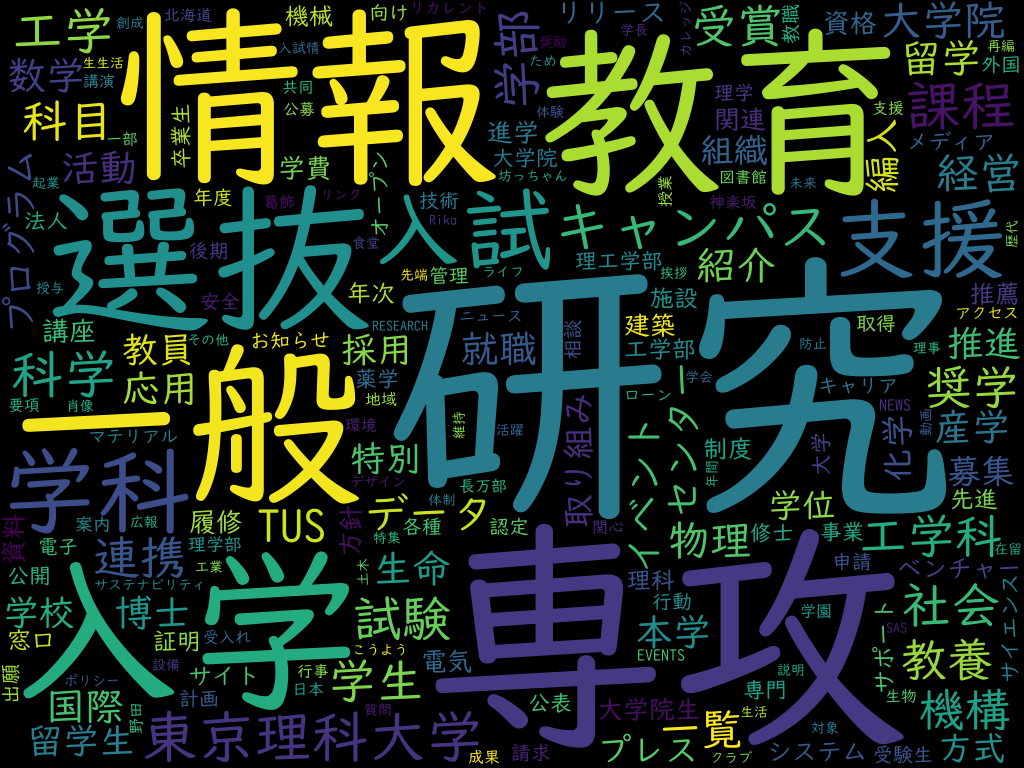 工学
創成
北海道
機械
向け
リカレント
学部
奨励
リリース
学長
カレッジ
受賞
教職
資格
大学院
数学
生生活
講演
情報
入試情
共同
公募
ため
体験
教育
理学
関連
支援
留学
再編
外国
課程
科目
一部
卒業生
進学
大学院
坊っちゃん
組織
図書館
編入
メディア
経営
プログラム
起業
活動
学費
オープン
年度
葛飾
リンク
技術
Rika
授業
神楽坂
未来
法人
選抜
後期
食堂
入試
キャンパス
支援
歴代
授与
安全
年次
先端
管理
ライフ
理工学部
挨拶
紹介
施設
推薦
アクセス
講座
教員
その他
お知らせ
RESEARCH
採用
ニュース
就職
相談
建築
工学部
研究
防止
取得
理事
推進
科学
要項
肖像
応用
一般
薬学
地域
学会
ローン
キャリア
NEWS
奨学
マテリアル
環境
維持
活躍
取り組み
イベント
センター
制度
年間
大学
化学
動画
産学
学科
特別
デザイン
体制
長万部
募集
先進
資料
案内
広報
履修
TUS
方針
データ
特集
各種
認定
関心
学位
電子
連携
理学部
工業
物理
修士
事業
工学科
在留
公開
サステナビリティ
入学
土木
生命
専攻
理科
行動
申請
ベンチャー
学校
博士
試験
本学
学園
サポート
SAS
社会
サイエンス
窓口
証明
受入れ
こうよう
EVENTS
教養
出願
国際
ポリシー
設備
サイト
行事
学生
電気
説明
専門
生物
野田
計画
日本
公表
大学院生
生活
機構
留学生
東京理科大学
質問
成果
請求
プレス
一覧
クラブ
システム
対象
受験生
方式